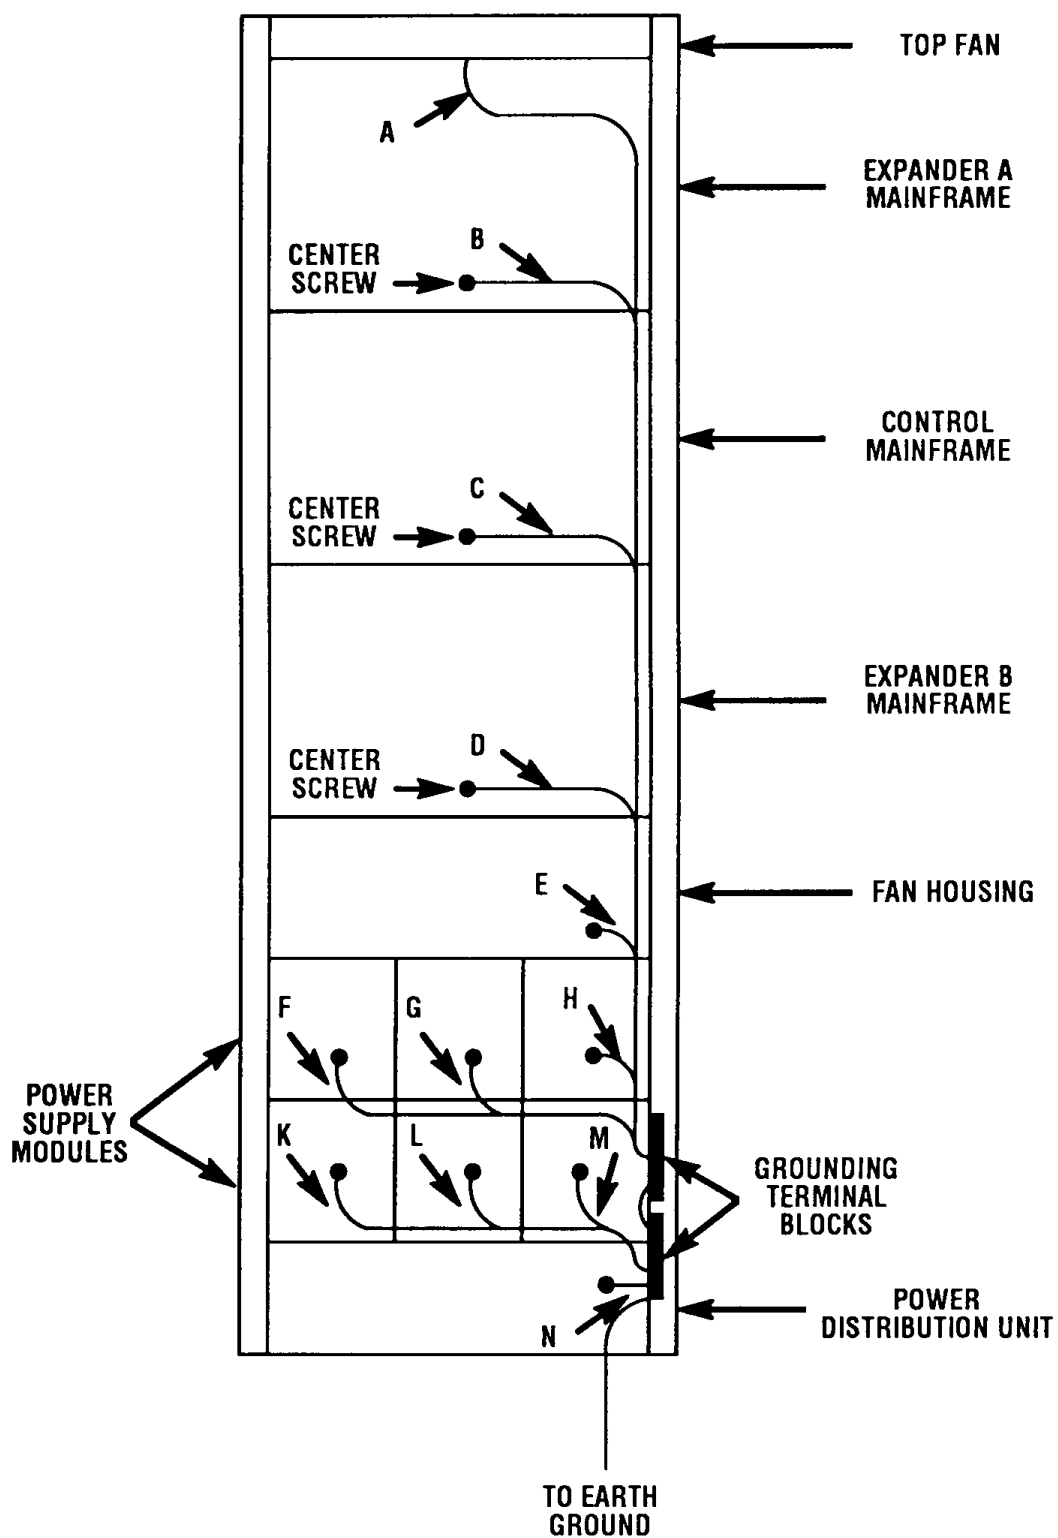 TOP FAN
A
EXPANDER A
MAINFRAME
B
CENTER
SCREW
CONTROL
MAINFRAME
C
CENTER
SCREW
EXPANDER B
MAINFRAME
D
CENTER
SCREW
E
FAN HOUSING
F
G
H
POWER
SUPPLY
MODULES
K
L
M
GROUNDING
TERMINAL
BLOCKS
N
POWER
DISTRIBUTION UNIT
TO EARTH
GROUND